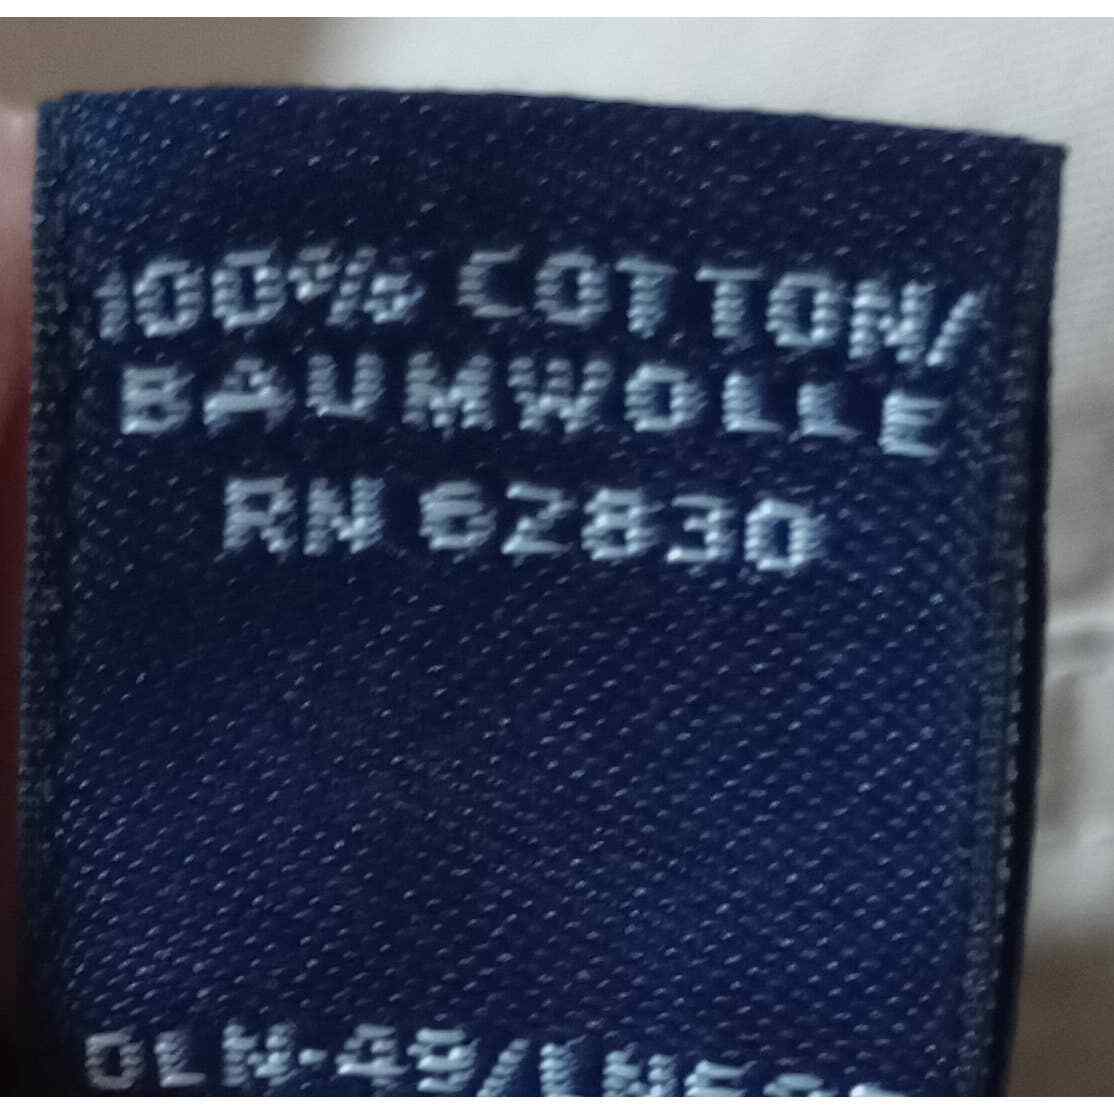 100% COTTON/
BAUMWOLLE
RN 62830